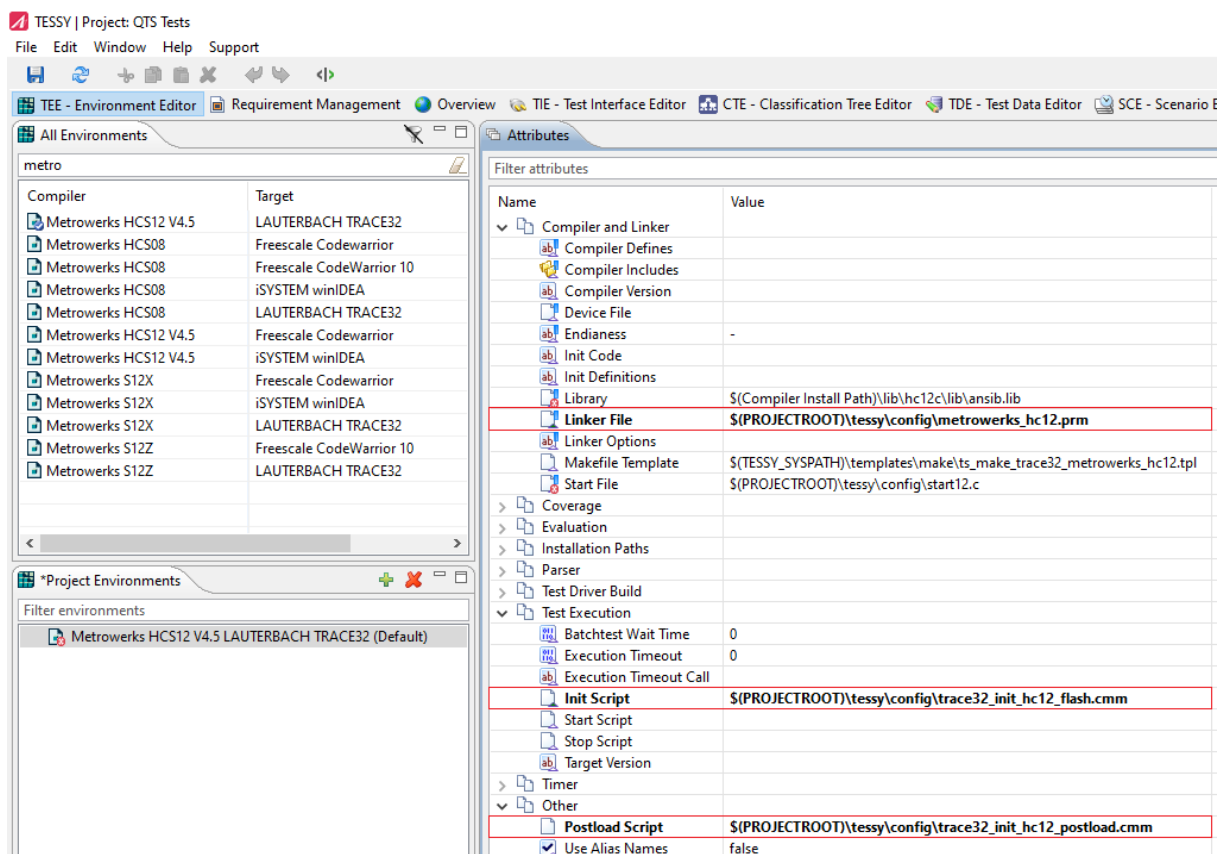 TESSY | Project: QTS Tests
File Edit Window Help Support
TEE - Environment Editor Requirement Management Overview TIE - Test Interface Editor CTE - Classification Tree Editor TDE - Test Data Editor SCE - Scenario E
All Environments
metro
Compiler Target
Metrowerks HCS12 V4.5 LAUTERBACH TRACE32
Metrowerks HCS08 Freescale Codewarrior
Metrowerks HCS08 Freescale CodeWarrior 10
Metrowerks HCS08 iSYSTEM winIDEA
Metrowerks HCS08 LAUTERBACH TRACE32
Metrowerks HCS12 V4.5 Freescale Codewarrior
Metrowerks HCS12 V4.5 iSYSTEM winIDEA
Metrowerks S12X Freescale Codewarrior
Metrowerks S12X iSYSTEM winIDEA
Metrowerks S12X LAUTERBACH TRACE32
Metrowerks S12Z Freescale CodeWarrior 10
Metrowerks S12Z LAUTERBACH TRACE32
*Project Environments
Filter environments
Metrowerks HCS12 V4.5 LAUTERBACH TRACE32 (Default)
Attributes
Filter attributes
Name Value
Compiler and Linker
Compiler Defines
Compiler Includes
Compiler Version
Device File
Endianess -
Init Code
Init Definitions
Library $(Compiler Install Path)\lib\hc12c\lib\ansib.lib
Linker File $(PROJECTROOT)\tessy\config\metrowerks_hc12.prm
Linker Options
Makefile Template $(TESSY_SYSPATH)\templates\make\ts_make_trace32_metrowerks_hc12.tpl
Start File $(PROJECTROOT)\tessy\config\start12.c
Coverage
Evaluation
Installation Paths
Parser
Test Driver Build
Test Execution
Batchtest Wait Time 0
Execution Timeout 0
Execution Timeout Call
Init Script $(PROJECTROOT)\tessy\config\trace32_init_hc12_flash.cmm
Start Script
Stop Script
Target Version
Timer
Other
Postload Script $(PROJECTROOT)\tessy\config\trace32_init_hc12_postload.cmm
Use Alias Names false